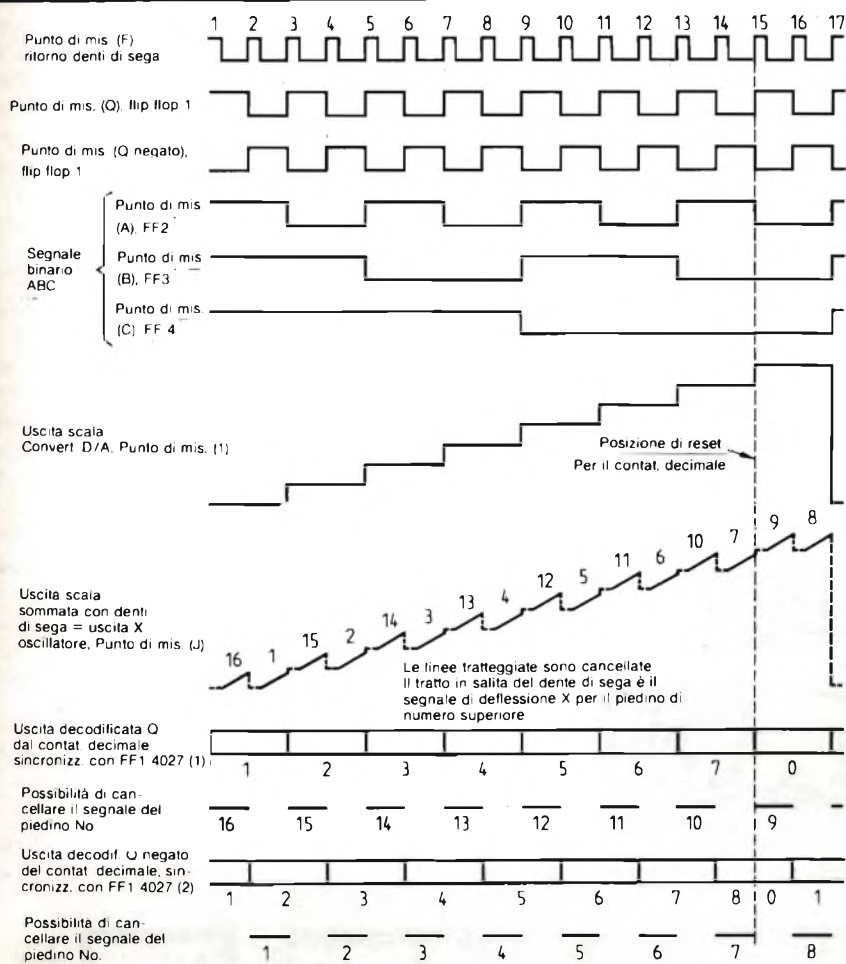 1 2 3 4 5 6 7 8 9 10 11 12 13 14 15 16 17
Punto di mis (F)
ritorno denti di sega
Punto di mis. (Q). flip flop 1
Punto di mis (Q negato),
flip flop 1
Segnale
binario
ABC
Punto di mis
(A). FF2
Punto di mis
(B), FF3
Punto di mis.
(C) FF 4
Uscita scala
Convert D/A. Punto di mis. (1)
Posizione di reset
Per il contat. decimale
Uscita scala
sommata con denti
di sega = uscita X
oscillatore, Punto di mis. (J)
16 1 15 2 14 3 13 4 12 5 11 6 10 7 9 8
Le linee tratteggiate sono cancellate
Il tratto in salita del dente di sega è il
segnale di deflessione X per il piedino di
numero superiore
Uscita decodificata Q
dal contat decimale
sincronizz. con FF1 4027 (1)
1 2 3 4 5 6 7 0
Possibilità di can-
cellare il segnale del
piedino No
16 15 14 13 12 11 10 9
Uscita decodif. Q negato
del contat decimale, sin-
cronizz. con FF1 4027 (2)
1 2 3 4 5 6 7 8 0 1
Possibilità di can-
cellare il segnale del
piedino No.
1 2 3 4 5 6 7 8